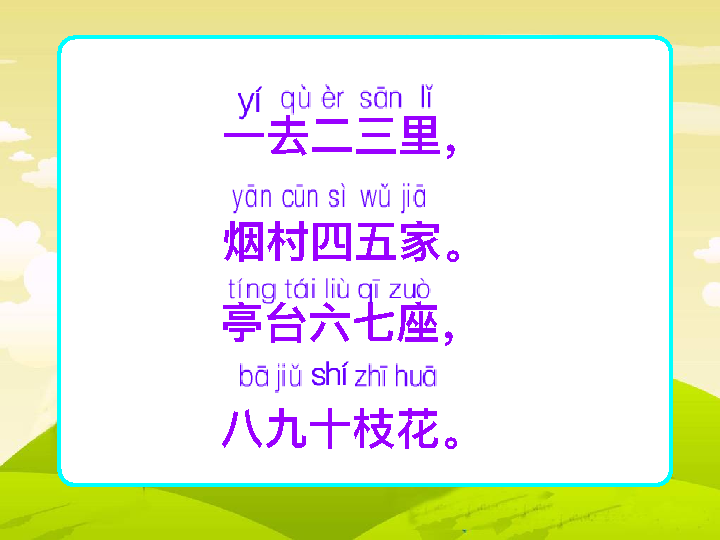 yí qù èr sān lǐ
一去二三里，
yān cūn sì wǔ jiā
烟村四五家。
tíng tái liù qī zuò
亭台六七座，
bā jiǔ shí zhī huā
八九十枝花。